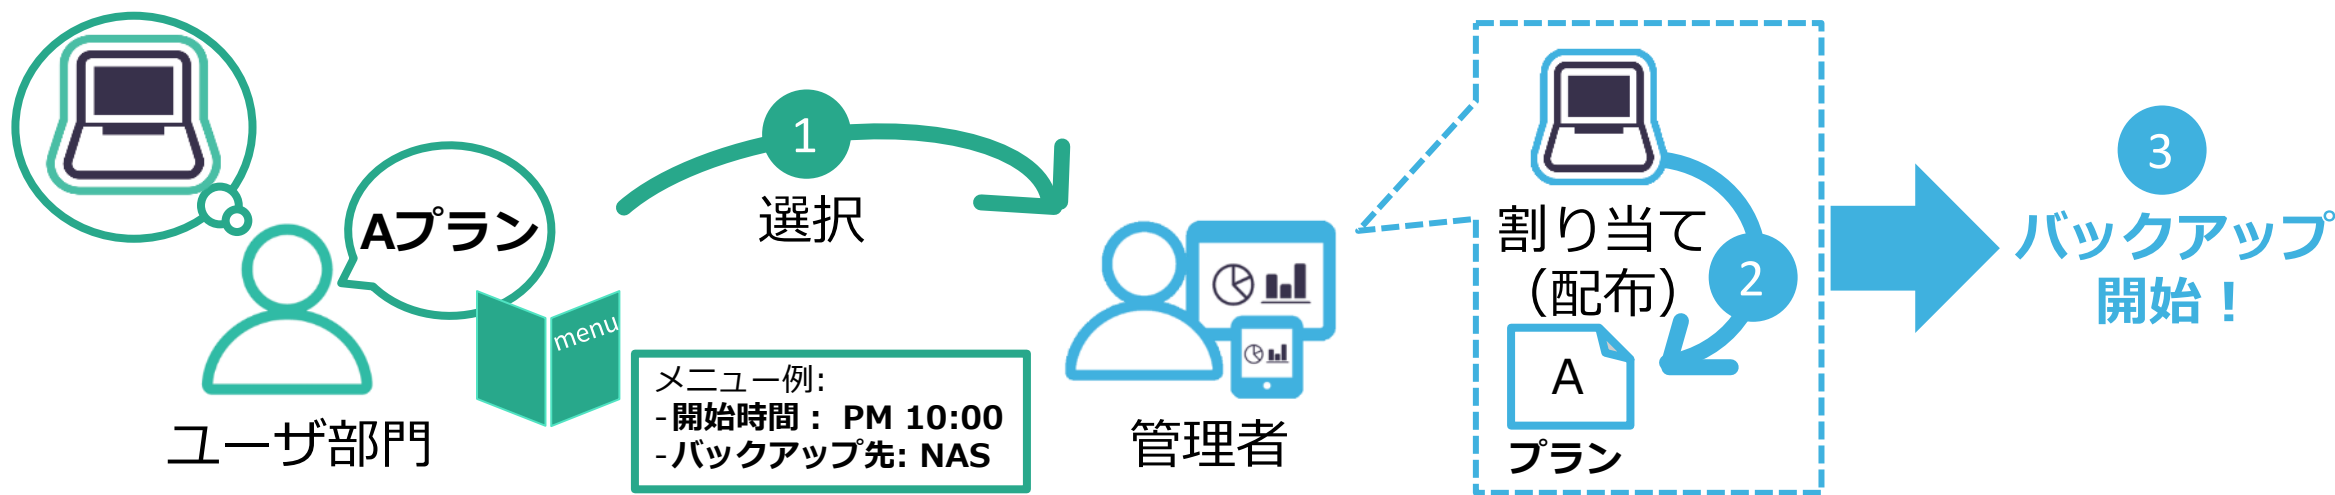 Aプラン
menu
ユーザ部門
1
選択
メニュー例:
-開始時間： PM 10:00
-バックアップ先: NAS
管理者
割り当て
（配布）
2
A
プラン
3
バックアップ
開始！